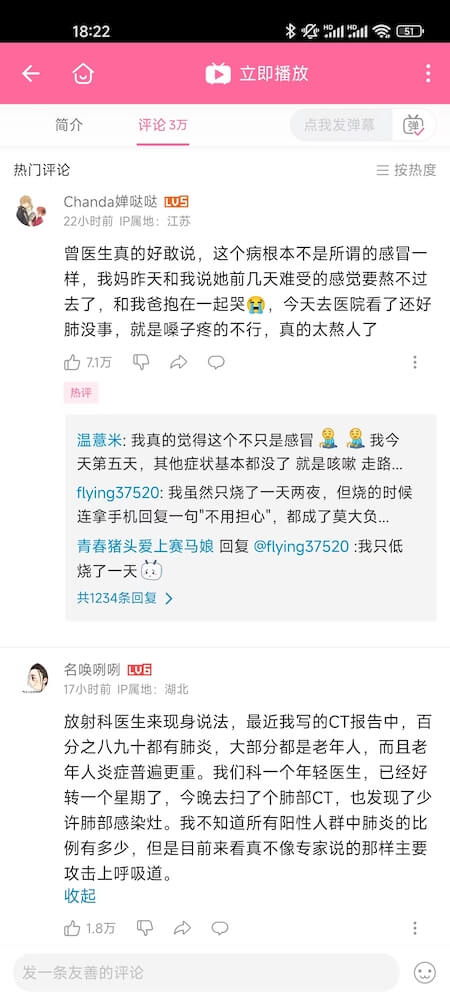 18:22
HD
HD
51
立即播放
简介
评论 3万
点我发弹幕
弹
热门评论
按热度
Chanda婵哒哒 LV5
22小时前 IP属地：江苏
曾医生真的好敢说，这个病根本不是所谓的感冒一
样，我妈昨天和我说她前几天难受的感觉要熬不过
去了，和我爸抱在一起哭😭，今天去医院看了还好
肺没事，就是嗓子疼的不行，真的太熬人了
7.1万
热评
温薏米: 我真的觉得这个不只是感冒 🤮 🤮 我今
天第五天，其他症状基本都没了 就是咳嗽 走路...
flying37520: 我虽然只烧了一天两夜，但烧的时候
连拿手机回复一句"不用担心"，都成了莫大负...
青春猪头爱上赛马娘 回复 @flying37520 :我只低
烧了一天
共1234条回复
名唤咧咧 LV6
17小时前 IP属地：湖北
放射科医生来现身说法，最近我写的CT报告中，百
分之八九十都有肺炎，大部分都是老年人，而且老
年人炎症普遍更重。我们科一个年轻医生，已经好
转一个星期了，今晚去扫了个肺部CT，也发现了少
许肺部感染灶。我不知道所有阳性人群中肺炎的比
例有多少，但是目前来看真不像专家说的那样主要
攻击上呼吸道。
收起
1.8万
发一条友善的评论